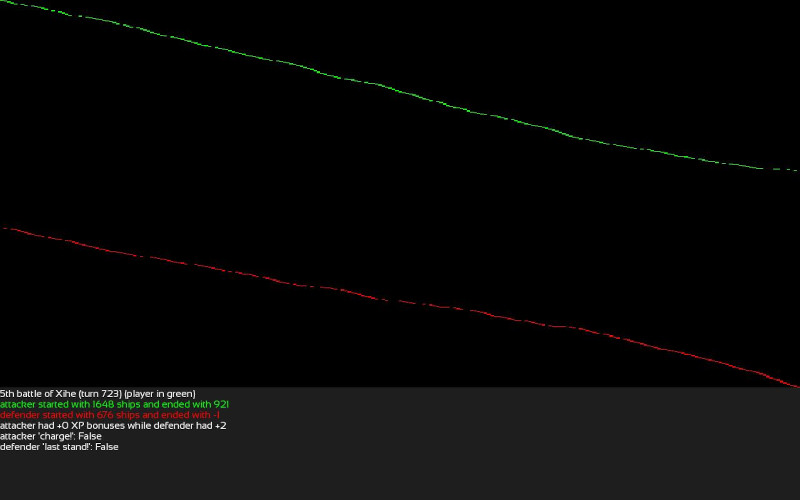 5th battle of Xihe (turn 723) (player in green)
attacker started with 1648 ships and ended with 921
defender started with 676 ships and ended with -1
attacker had +0 XP bonuses while defender had +2
attacker 'charge!': False
defender 'last stand!': False